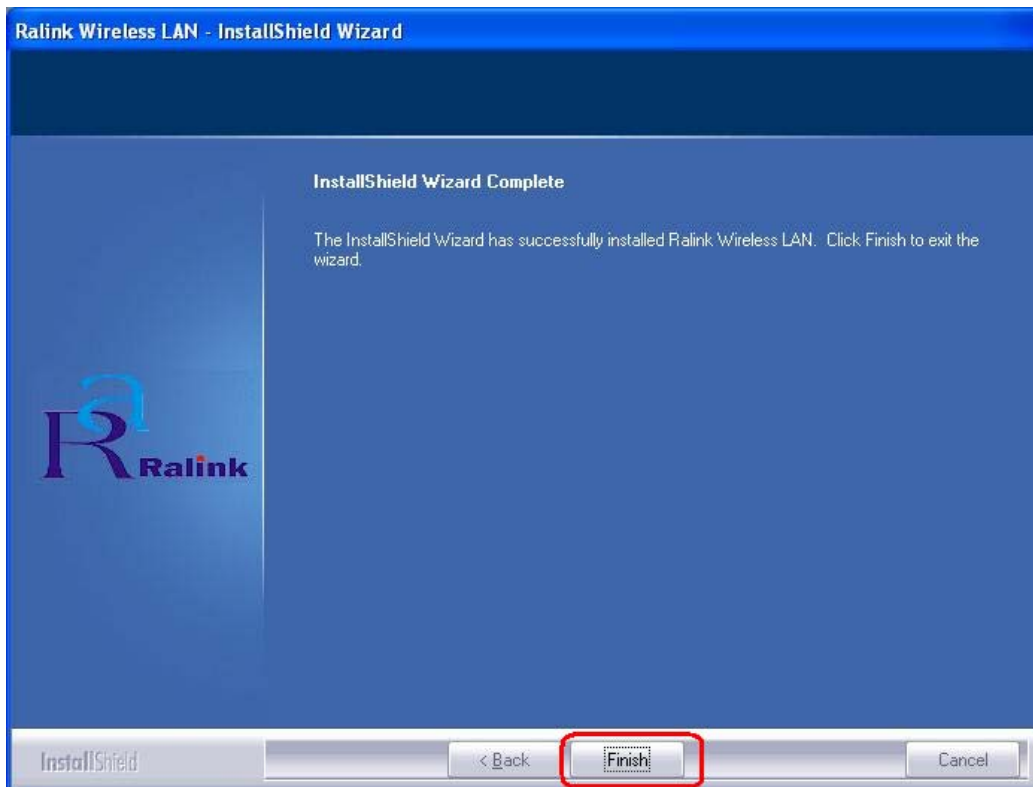 Ralink Wireless LAN - InstallShield Wizard
InstallShield Wizard Complete
The InstallShield Wizard has successfully installed Ralink Wireless LAN. Click Finish to exit the
wizard.
Ra
Ralink
InstallShield
< Back
Finish
Cancel